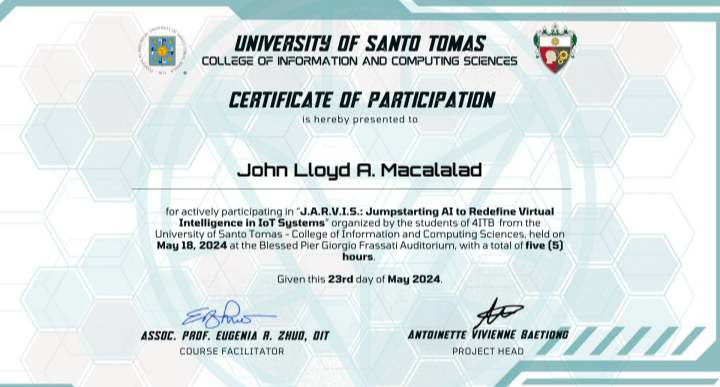 UNIVERSITY OF SANTO TOMAS
COLLEGE OF INFORMATION AND COMPUTING SCIENCES
CERTIFICATE OF PARTICIPATION
is hereby presented to
John Lloyd A. Macalalad
for actively participating in "J.A.R.V.I.S.: Jumpstarting AI to Redefine Virtual
Intelligence in IoT Systems" organized by the students of 4ITB from the
University of Santo Tomas - College of Information and Computing Sciences, held on
May 18, 2024 at the Blessed Pier Giorgio Frassati Auditorium, with a total of five (5)
hours.
Given this 23rd day of May 2024.
ASSOC. PROF. EUGENIA R. ZHUO, DIT
COURSE FACILITATOR
ANTOINETTE VIVIENNE BAETIONG
PROJECT HEAD